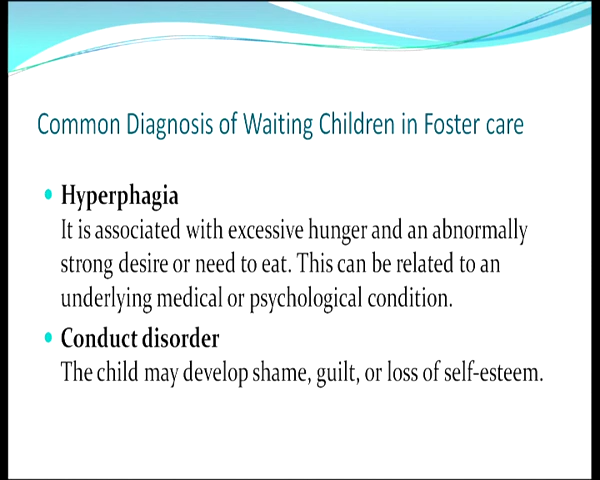 Common Diagnosis of Waiting Children in Foster care
• Hyperphagia
It is associated with excessive hunger and an abnormally
strong desire or need to eat. This can be related to an
underlying medical or psychological condition.
• Conduct disorder
The child may develop shame, guilt, or loss of self-esteem.